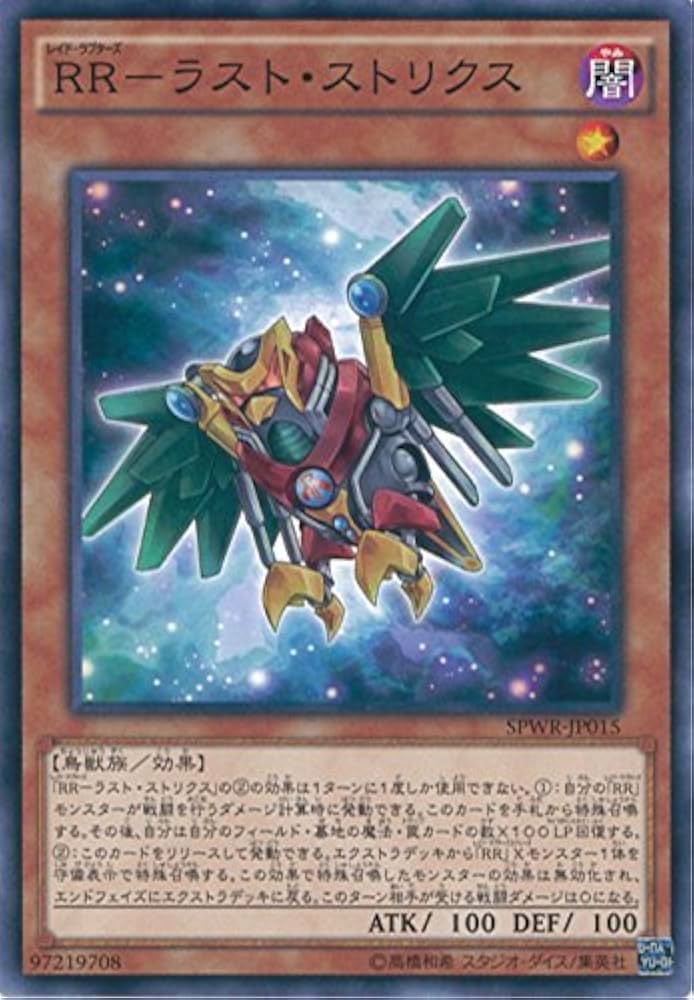 レイド・ラプターズ
RR－ラスト・ストリクス
やみ
闇
SPWR-JP015
【鳥獣族／効果】
「RR－ラスト・ストリクス」の②の効果は１ターンに１度しか使用できない。①：自分の「RR」
モンスターが戦闘を行うダメージ計算時に発動できる。このカードを手札から特殊召喚
する。その後、自分は自分のフィールド・墓地の魔法・罠カードの数×１００ＬＰ回復する。
②：このカードをリリースして発動できる。エクストラデッキから「RR」Xモンスター１体を
守備表示で特殊召喚する。この効果で特殊召喚したモンスターの効果は無効化され、
エンドフェイズにエクストラデッキに戻る。このターン相手が受ける戦闘ダメージは０になる。
ATK/ 100 DEF/ 100
97219708
©高橋和希 スタジオ・ダイス/集英社